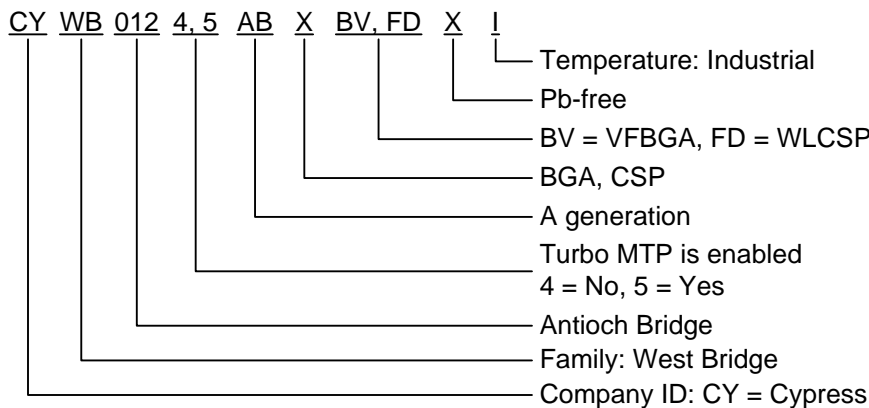 CY WB 012 4, 5 AB X BV, FD X I
Temperature: Industrial
Pb-free
BV = VFBGA, FD = WLCSP
BGA, CSP
A generation
Turbo MTP is enabled
4 = No, 5 = Yes
Antioch Bridge
Family: West Bridge
Company ID: CY = Cypress